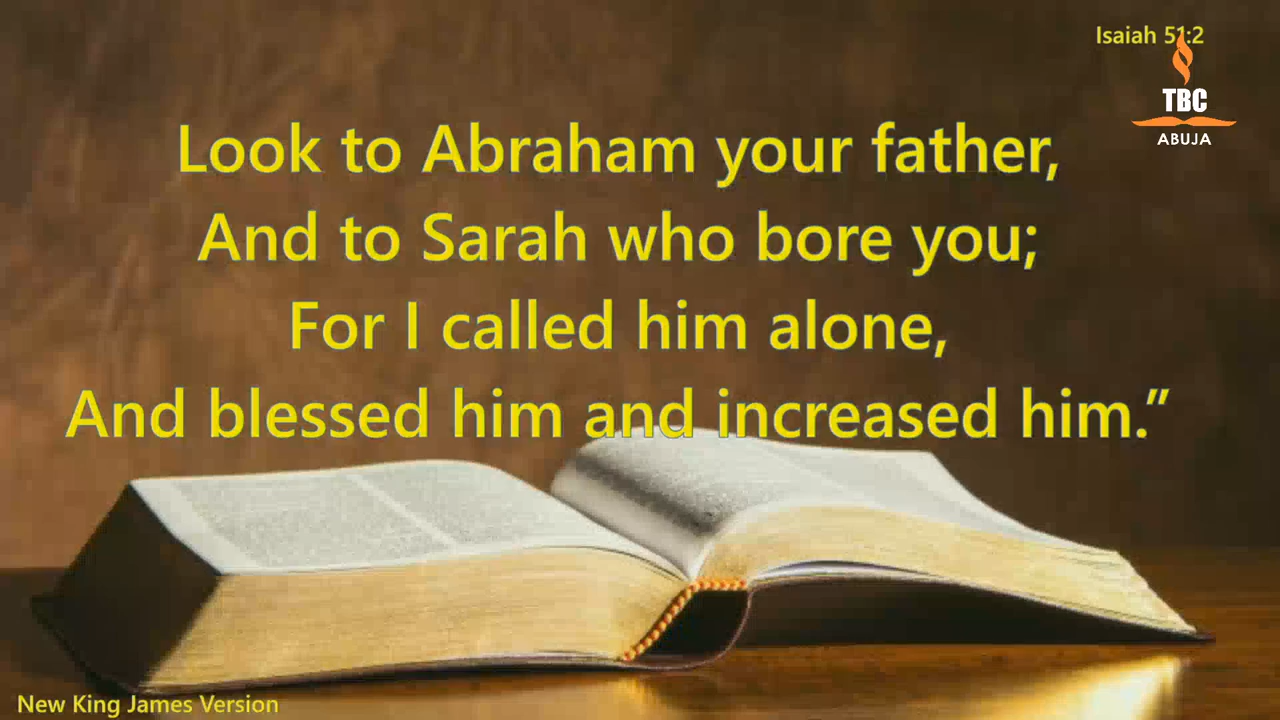 Isaiah 51:2
TBC
ABUJA
Look to Abraham your father,
And to Sarah who bore you;
For I called him alone,
And blessed him and increased him.”
New King James Version